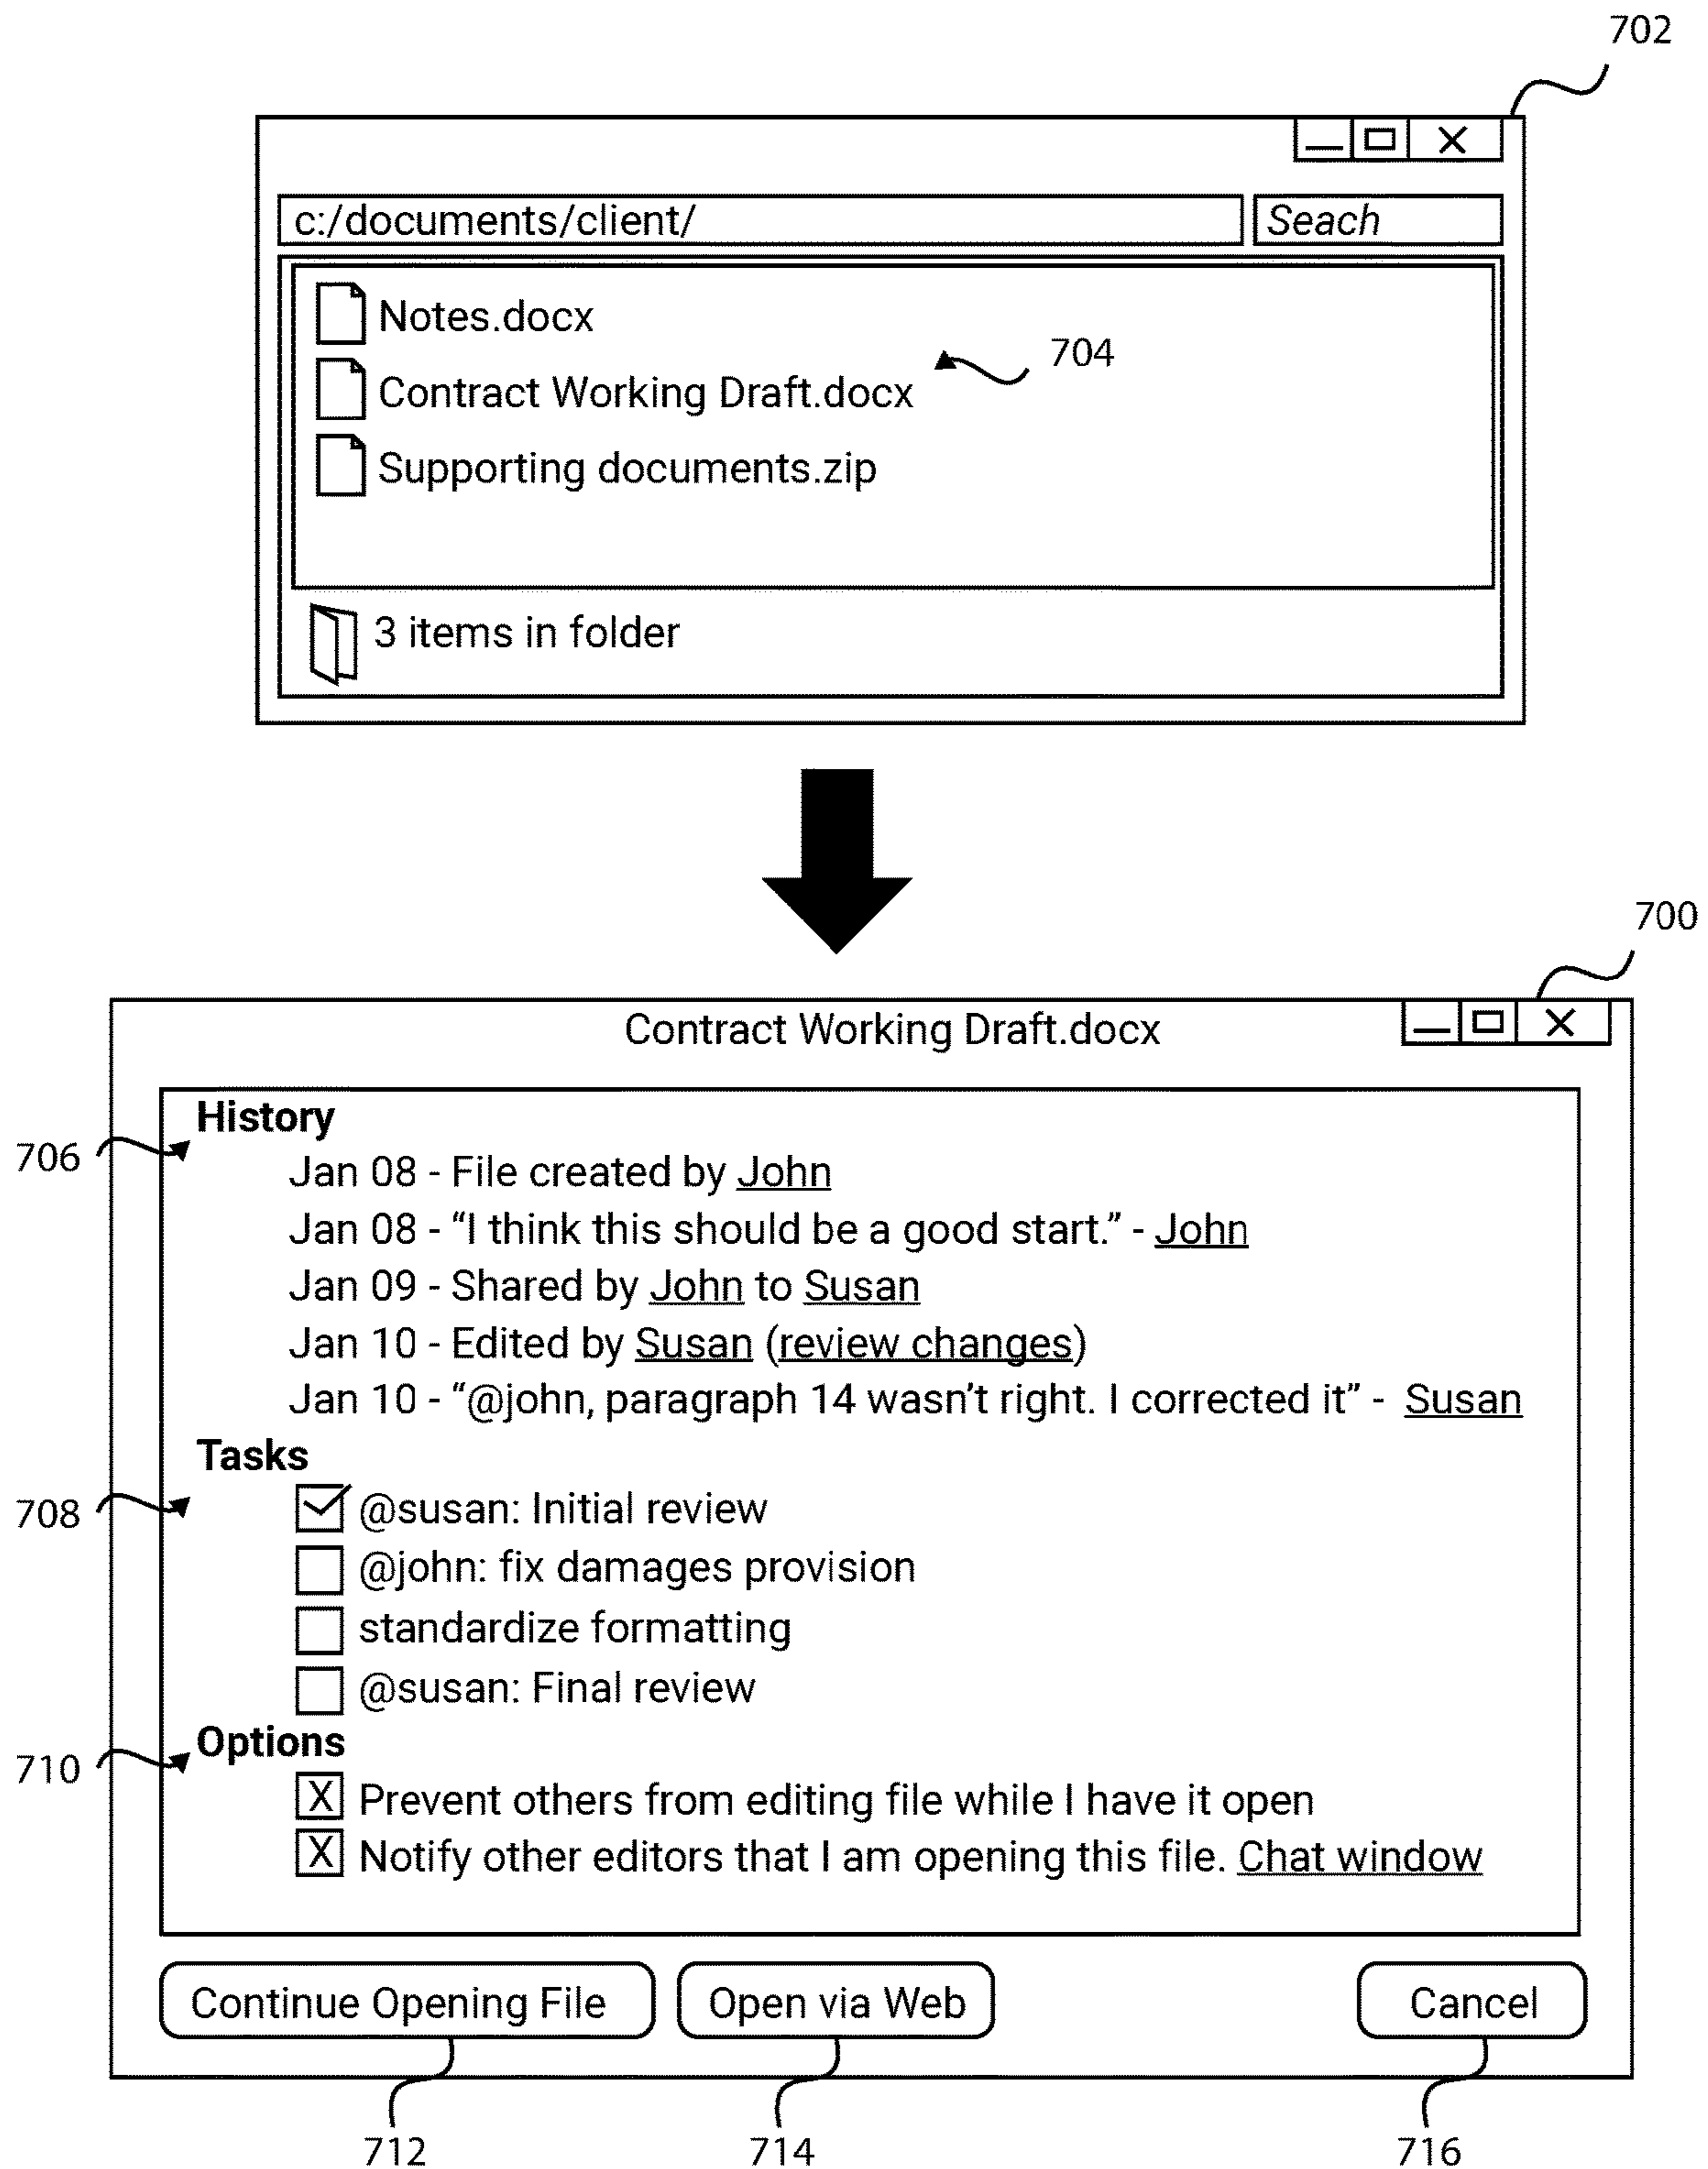 702
c:/documents/client/ Seach
Notes.docx
704
Contract Working Draft.docx
Supporting documents.zip
3 items in folder
700
Contract Working Draft.docx
History
706
Jan 08 - File created by John
Jan 08 - “I think this should be a good start.” - John
Jan 09 - Shared by John to Susan
Jan 10 - Edited by Susan (review changes)
Jan 10 - “@john, paragraph 14 wasn’t right. I corrected it” - Susan
Tasks
708
@susan: Initial review
@john: fix damages provision
standardize formatting
@susan: Final review
Options
710
X Prevent others from editing file while I have it open
X Notify other editors that I am opening this file. Chat window
Continue Opening File Open via Web Cancel
712 714 716